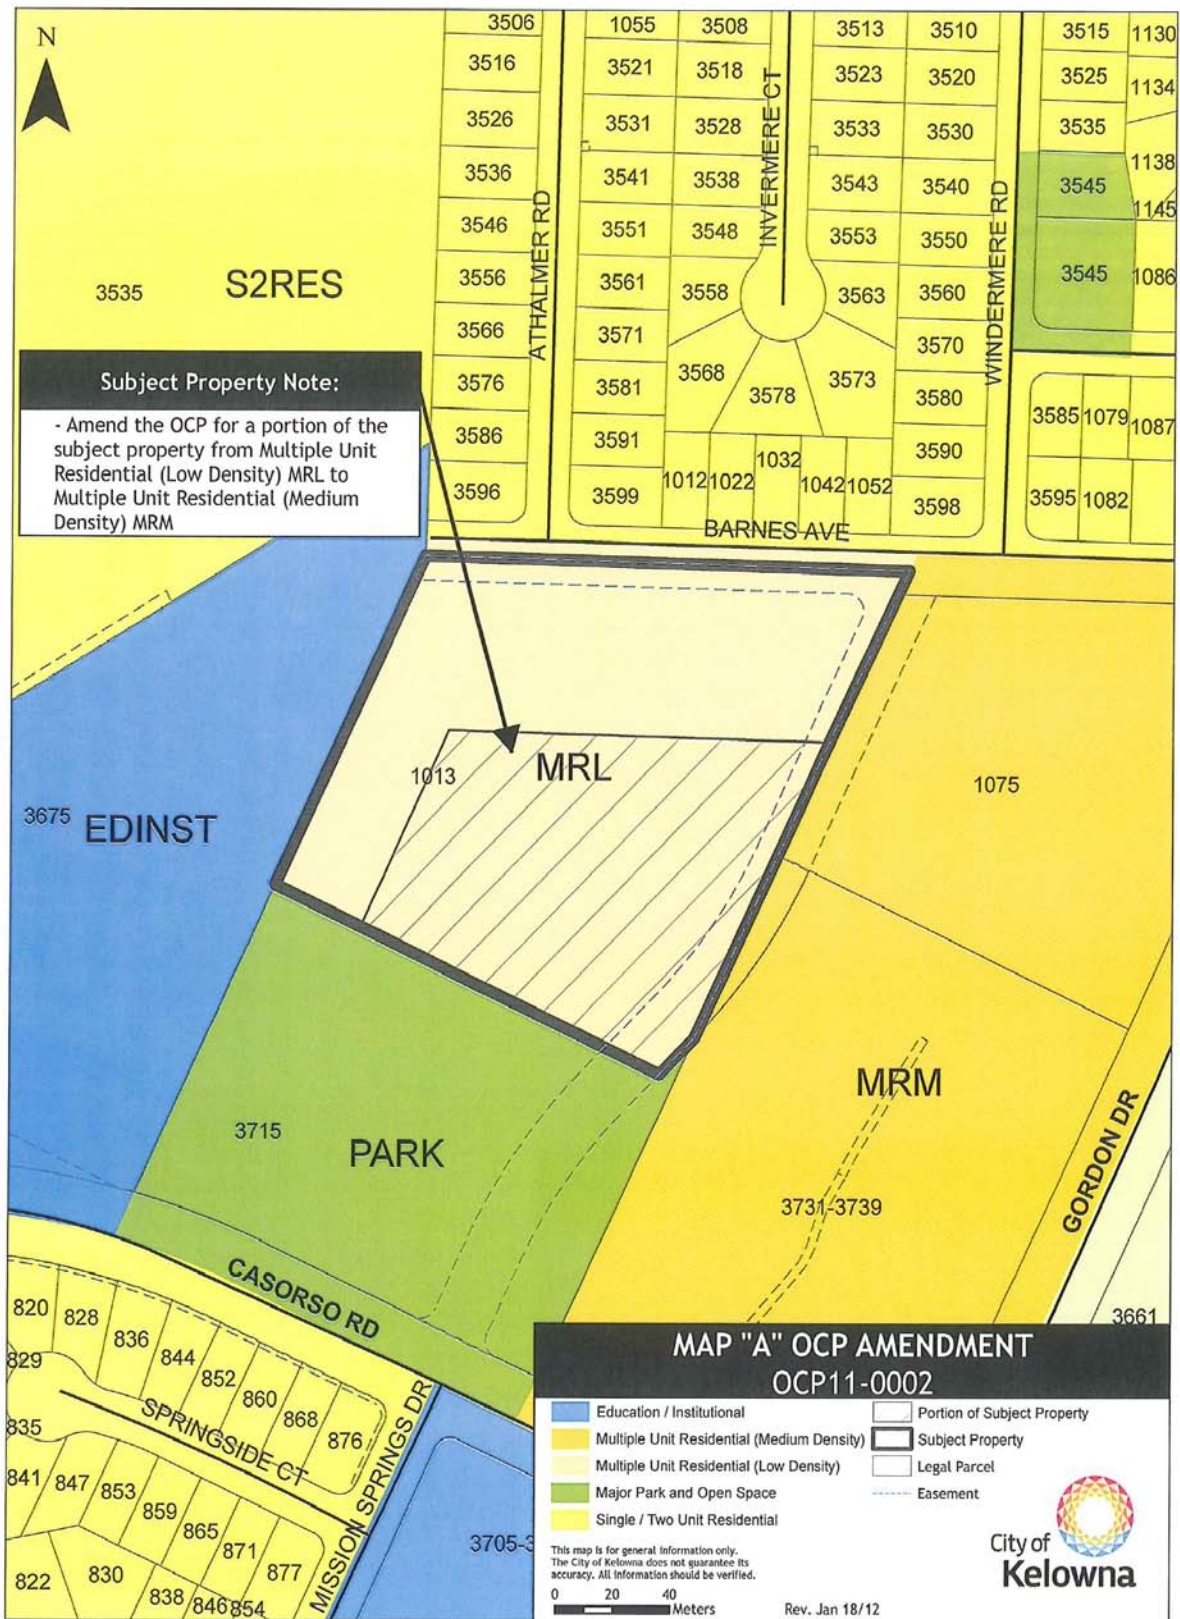 N
3506
1055
3508
3513
3510
3515
1130
3516
3521
3518
3523
3520
3525
1134
3526
3531
3528
3533
3530
3535
3536
3541
3538
3543
3540
3545
1138
1145
3546
3551
3548
3553
3550
ATHALMER RD
INVERMERE CT
WINDERMERE RD
3535
S2RES
3556
3561
3558
3563
3560
3545
1086
3566
3571
3570
3576
3581
3568
3578
3573
3580
3585
1079
1087
3586
3591
3590
3596
3599
1012
1022
1032
1042
1052
3598
3595
1082
BARNES AVE
Subject Property Note:
- Amend the OCP for a portion of the
subject property from Multiple Unit
Residential (Low Density) MRL to
Multiple Unit Residential (Medium
Density) MRM
1013
MRL
1075
3675
EDINST
MRM
3715
PARK
3731-3739
GORDON DR
3661
CASORSO RD
820
828
836
844
852
860
868
876
829
835
SPRINGSIDE CT
841
847
853
859
865
871
877
822
830
838
846
854
MISSION SPRINGS DR
3705-3
MAP "A" OCP AMENDMENT
OCP11-0002
Education / Institutional
Multiple Unit Residential (Medium Density)
Multiple Unit Residential (Low Density)
Major Park and Open Space
Single / Two Unit Residential
Portion of Subject Property
Subject Property
Legal Parcel
Easement
This map is for general information only.
The City of Kelowna does not guarantee its
accuracy. All information should be verified.
0 20 40
Meters
Rev. Jan 18/12
City of
Kelowna